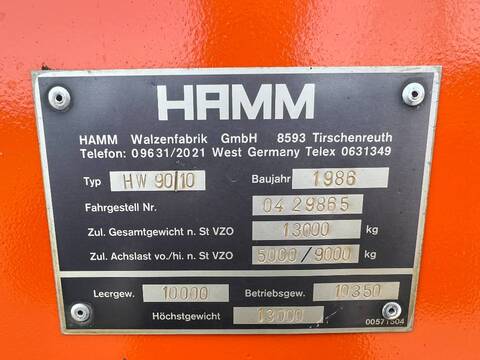 HAMM
HAMM Walzenfabrik GmbH 8593 Tirschenreuth
Telefon: 09631/2021 West Germany Telex 0631349
Typ HW 90/10 Baujahr 1986
Fahrgestell Nr. 04 29865
Zul. Gesamtgewicht n. St VZO 13000 kg
Zul. Achslast vo./hi. n. St VZO 5000/9000 kg
Leergew. 10000 Betriebsgew. 10350
Höchstgewicht 13000
00571504